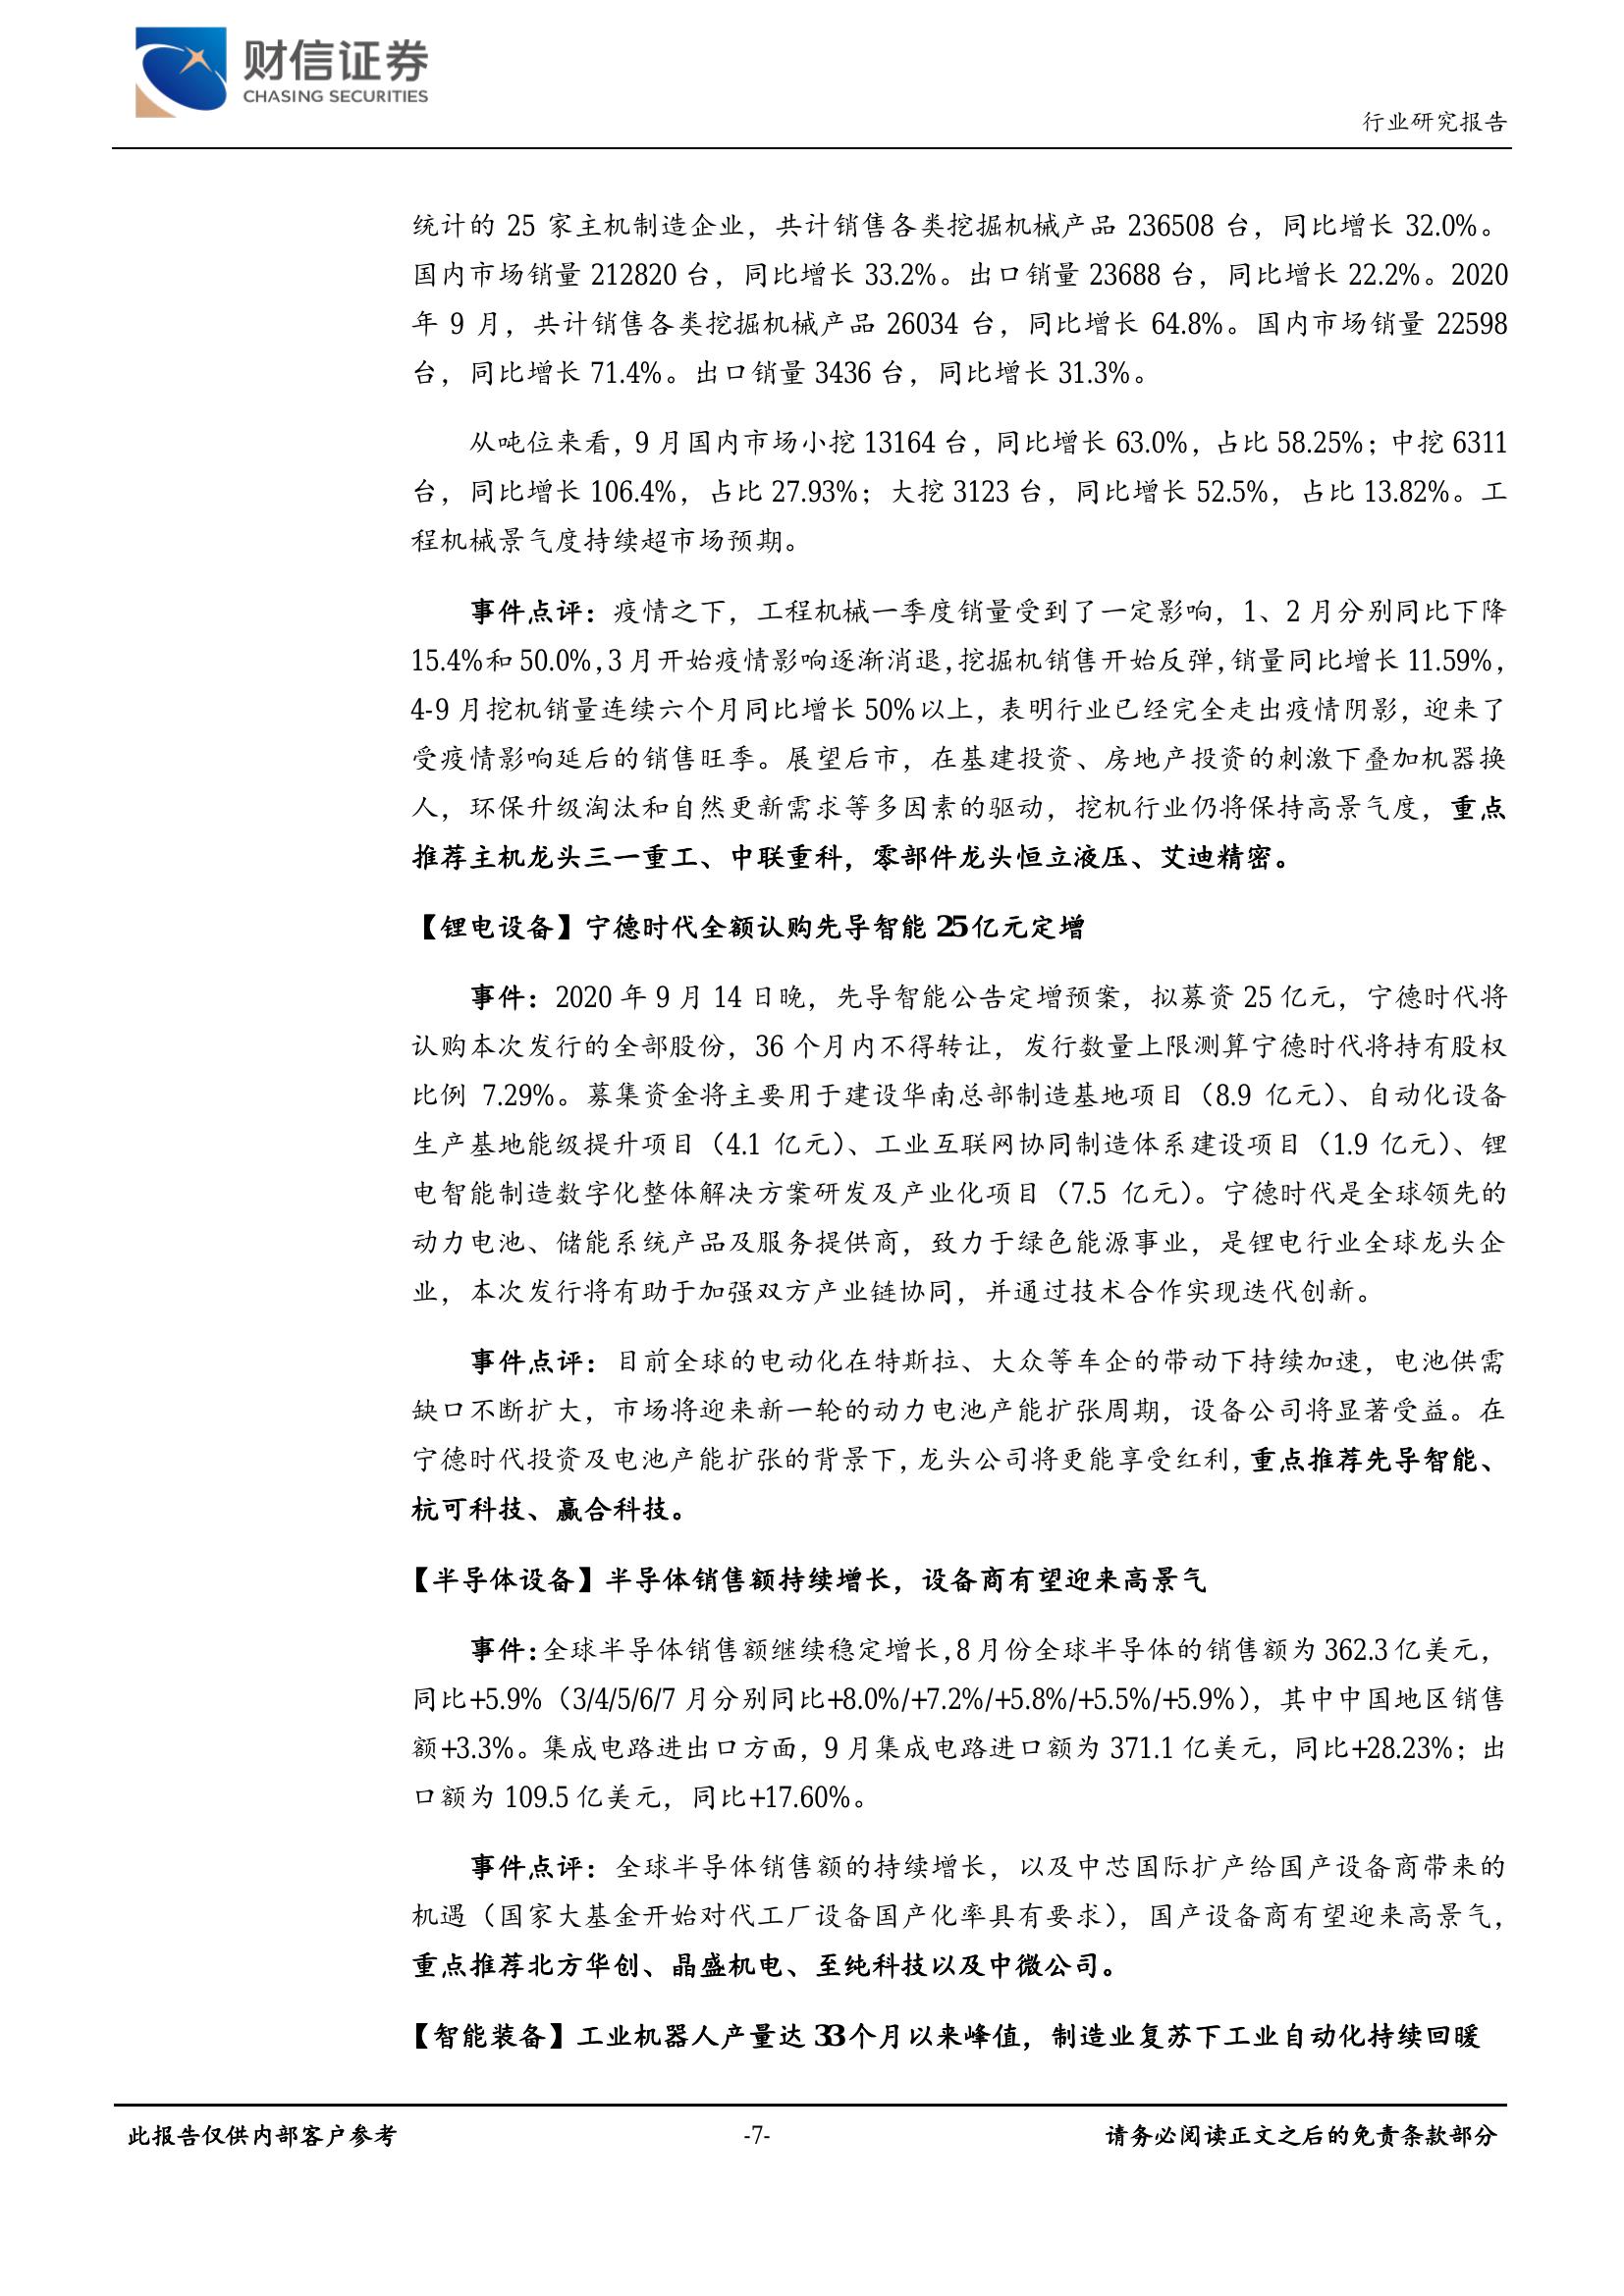 财信证券
CHASING SECURITIES
行业研究报告
统计的 25 家主机制造企业，共计销售各类挖掘机械产品 236508 台，同比增长 32.0%。
国内市场销量 212820 台，同比增长 33.2%。出口销量 23688 台，同比增长 22.2%。2020
年 9 月，共计销售各类挖掘机械产品 26034 台，同比增长 64.8%。国内市场销量 22598
台，同比增长 71.4%。出口销量 3436 台，同比增长 31.3%。
从吨位来看，9 月国内市场小挖 13164 台，同比增长 63.0%，占比 58.25%；中挖 6311
台，同比增长 106.4%，占比 27.93%；大挖 3123 台，同比增长 52.5%，占比 13.82%。工
程机械景气度持续超市场预期。
事件点评：疫情之下，工程机械一季度销量受到了一定影响，1、2 月分别同比下降
15.4%和 50.0%，3 月开始疫情影响逐渐消退，挖掘机销售开始反弹，销量同比增长 11.59%，
4-9 月挖机销量连续六个月同比增长 50%以上，表明行业已经完全走出疫情阴影，迎来了
受疫情影响延后的销售旺季。展望后市，在基建投资、房地产投资的刺激下叠加机器换
人，环保升级淘汰和自然更新需求等多因素的驱动，挖机行业仍将保持高景气度，重点
推荐主机龙头三一重工、中联重科，零部件龙头恒立液压、艾迪精密。
【锂电设备】宁德时代全额认购先导智能 25 亿元定增
事件：2020 年 9 月 14 日晚，先导智能公告定增预案，拟募资 25 亿元，宁德时代将
认购本次发行的全部股份，36 个月内不得转让，发行数量上限测算宁德时代将持有股权
比例 7.29%。募集资金将主要用于建设华南总部制造基地项目（8.9 亿元）、自动化设备
生产基地能级提升项目（4.1 亿元）、工业互联网协同制造体系建设项目（1.9 亿元）、锂
电智能制造数字化整体解决方案研发及产业化项目（7.5 亿元）。宁德时代是全球领先的
动力电池、储能系统产品及服务提供商，致力于绿色能源事业，是锂电行业全球龙头企
业，本次发行将有助于加强双方产业链协同，并通过技术合作实现迭代创新。
事件点评：目前全球的电动化在特斯拉、大众等车企的带动下持续加速，电池供需
缺口不断扩大，市场将迎来新一轮的动力电池产能扩张周期，设备公司将显著受益。在
宁德时代投资及电池产能扩张的背景下，龙头公司将更能享受红利，重点推荐先导智能、
杭可科技、赢合科技。
【半导体设备】半导体销售额持续增长，设备商有望迎来高景气
事件：全球半导体销售额继续稳定增长，8 月份全球半导体的销售额为 362.3 亿美元，
同比+5.9%（3/4/5/6/7 月分别同比+8.0%/+7.2%/+5.8%/+5.5%/+5.9%），其中中国地区销售
额+3.3%。集成电路进出口方面，9 月集成电路进口额为 371.1 亿美元，同比+28.23%；出
口额为 109.5 亿美元，同比+17.60%。
事件点评：全球半导体销售额的持续增长，以及中芯国际扩产给国产设备商带来的
机遇（国家大基金开始对代工厂设备国产化率具有要求），国产设备商有望迎来高景气，
重点推荐北方华创、晶盛机电、至纯科技以及中微公司。
【智能装备】工业机器人产量达 33 个月以来峰值，制造业复苏下工业自动化持续回暖
此报告仅供内部客户参考
-7-
请务必阅读正文之后的免责条款部分